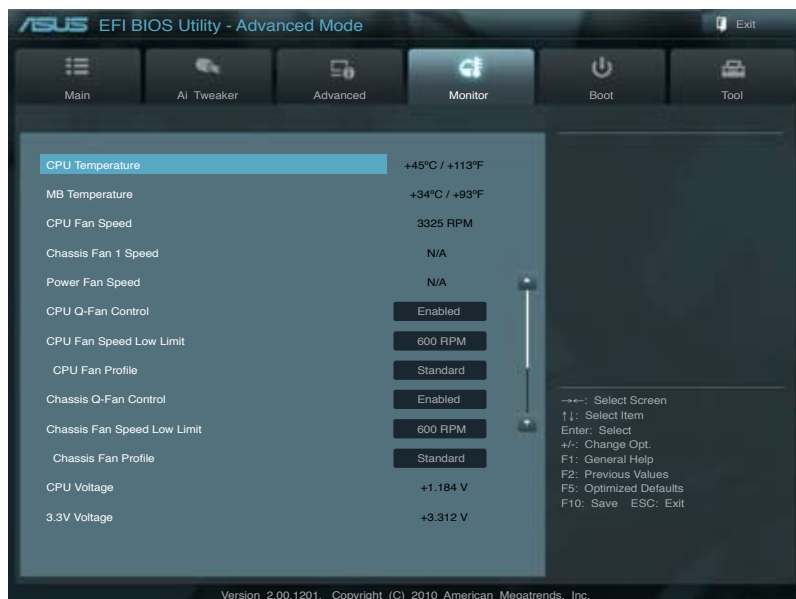 ASUS EFI BIOS Utility - Advanced Mode
Exit
Main
Ai Tweaker
Advanced
Monitor
Boot
Tool
CPU Temperature +45ºC / +113ºF
MB Temperature +34ºC / +93ºF
CPU Fan Speed 3325 RPM
Chassis Fan 1 Speed N/A
Power Fan Speed N/A
CPU Q-Fan Control Enabled
CPU Fan Speed Low Limit 600 RPM
CPU Fan Profile Standard
Chassis Q-Fan Control Enabled
Chassis Fan Speed Low Limit 600 RPM
Chassis Fan Profile Standard
CPU Voltage +1.184 V
3.3V Voltage +3.312 V
→←: Select Screen
↑↓: Select Item
Enter: Select
+/-: Change Opt.
F1: General Help
F2: Previous Values
F5: Optimized Defaults
F10: Save ESC: Exit
Version 2.00.1201. Copyright (C) 2010 American Megatrends, Inc.